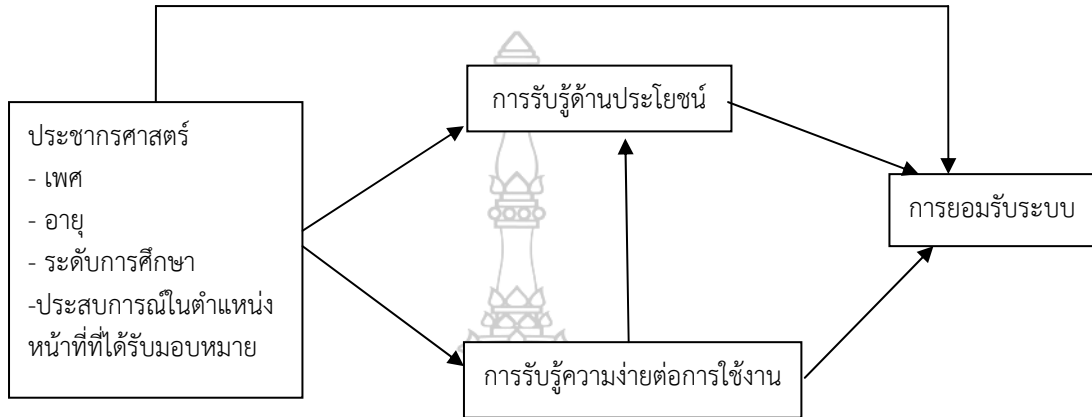 ประชากรศาสตร์
- เพศ
- อายุ
- ระดับการศึกษา
-ประสบการณ์ในตำแหน่ง
หน้าที่ที่ได้รับมอบหมาย
การรับรู้ด้านประโยชน์
การรับรู้ความง่ายต่อการใช้งาน
การยอมรับระบบ